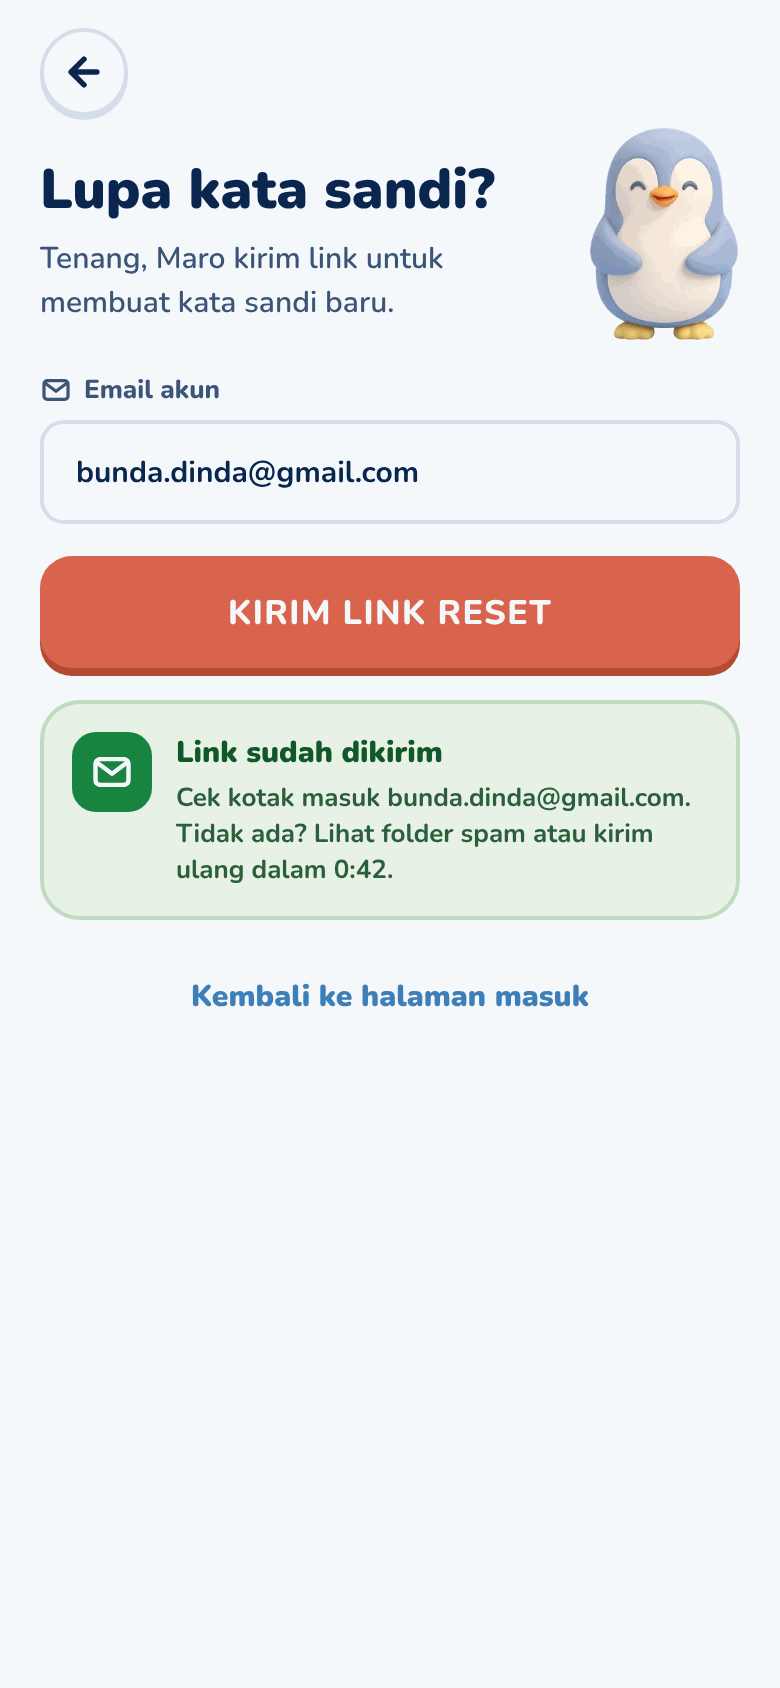 Lupa kata sandi?
Tenang, Maro kirim link untuk
membuat kata sandi baru.
Email akun
bunda.dinda@gmail.com
KIRIM LINK RESET
Link sudah dikirim
Cek kotak masuk bunda.dinda@gmail.com.
Tidak ada? Lihat folder spam atau kirim
ulang dalam 0:42.
Kembali ke halaman masuk